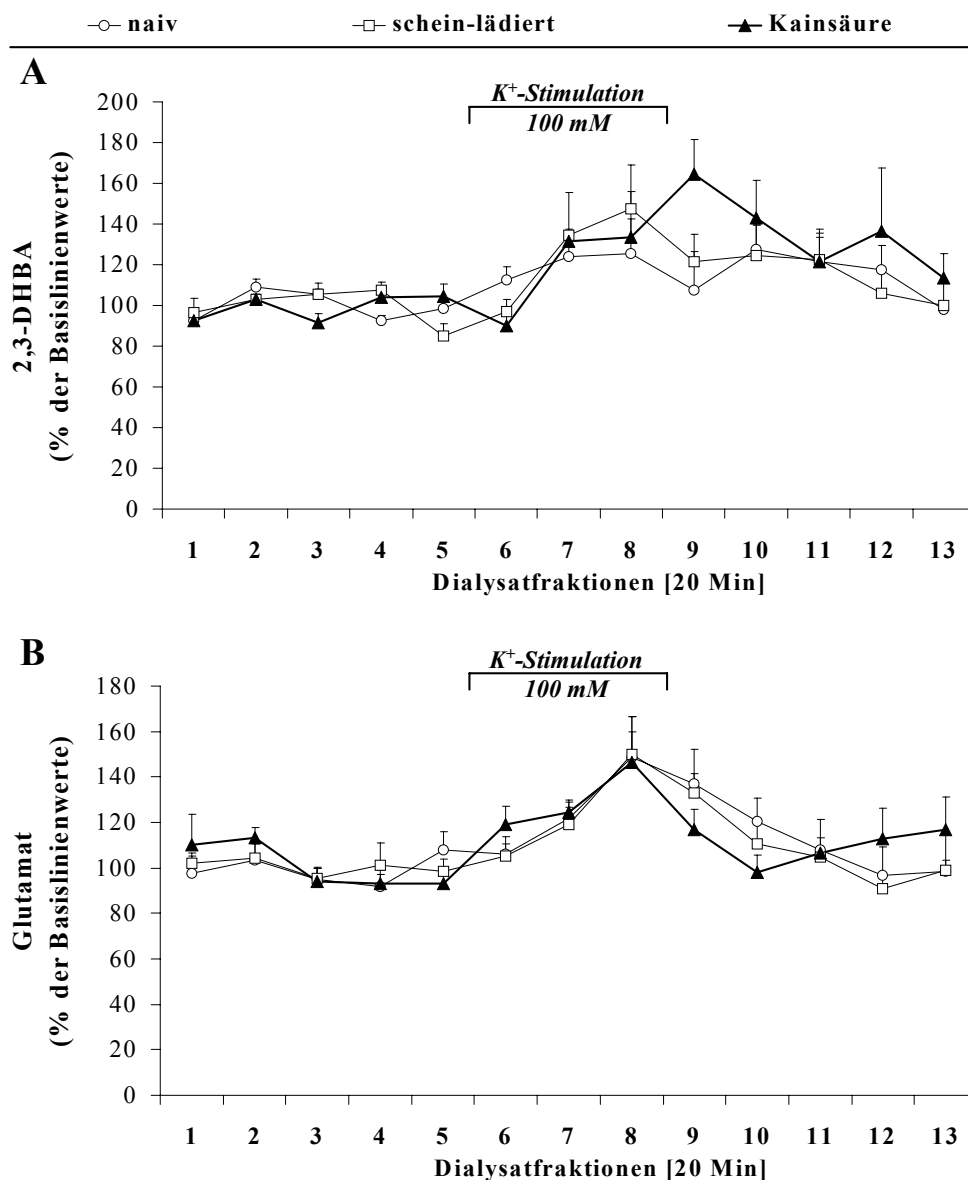 naiv schein-lädiert Kainsäure
A
K+-Stimulation
100 mM
2,3-DHBA
(% der Basislinienwerte)
200
180
160
140
120
100
80
60
40
20
0
1 2 3 4 5 6 7 8 9 10 11 12 13
Dialysatfraktionen [20 Min]
B
K+-Stimulation
100 mM
Glutamat
(% der Basislinienwerte)
180
160
140
120
100
80
60
40
20
0
1 2 3 4 5 6 7 8 9 10 11 12 13
Dialysatfraktionen [20 Min]